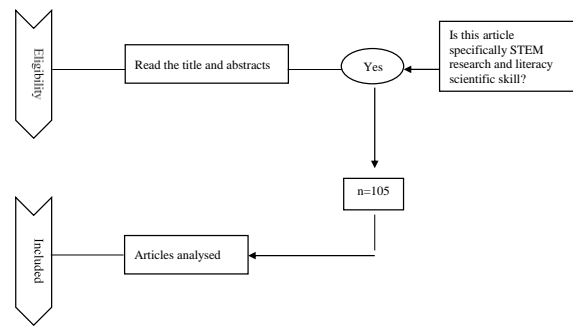 Eligibility
Read the title and abstracts
Yes
Is this article
specifically STEM
research and literacy
scientific skill?
n=105
Included
Articles analysed